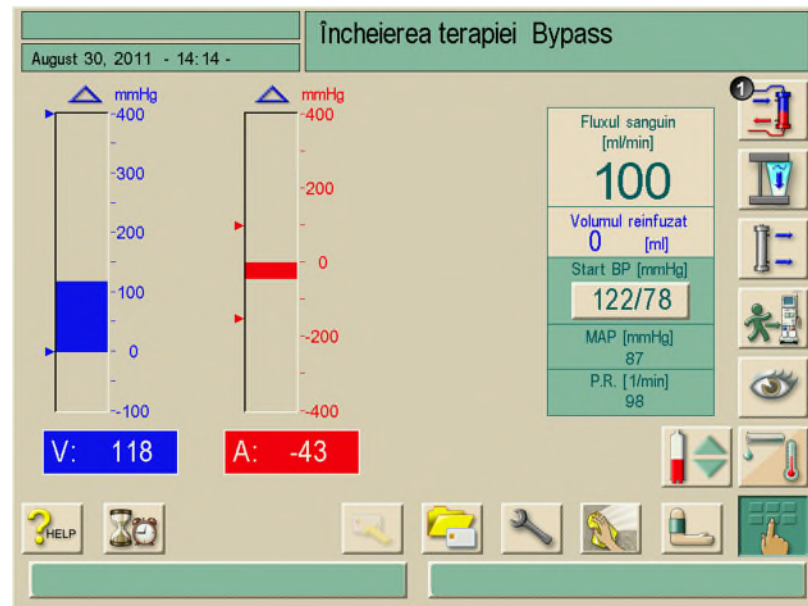 Încheierea terapiei Bypass
August 30, 2011 - 14:14 -
mmHg
400
300
200
100
0
-100
V: 118
mmHg
400
200
0
-200
-400
A: -43
Fluxul sanguin
[ml/min]
100
Volumul reinfuzat
0 [ml]
Start BP [mmHg]
122/78
MAP [mmHg]
87
P.R. [1/min]
98
1
?HELP